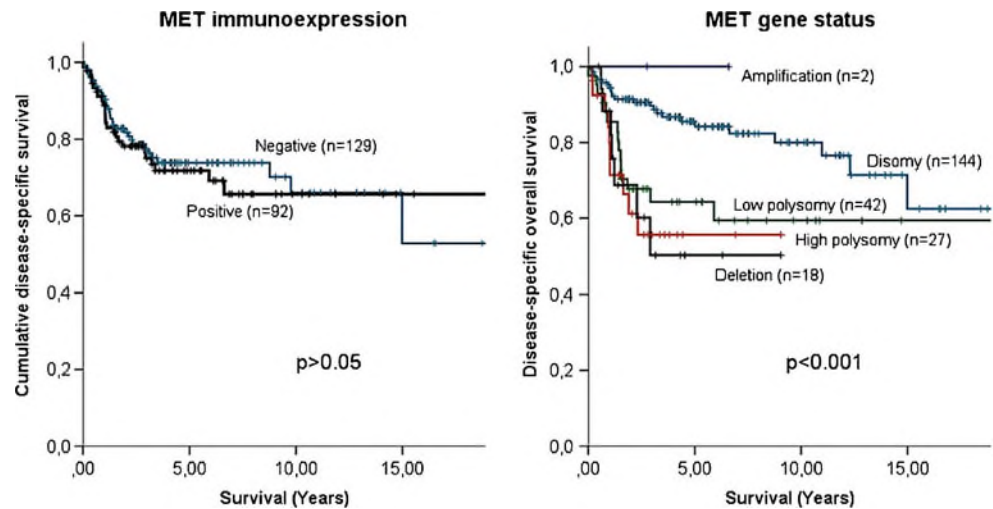 MET immunoexpression
Cumulative disease-specific survival
1,0
0,8
0,6
0,4
0,2
0,0
Negative (n=129)
Positive (n=92)
p>0.05
,00
5,00
10,00
15,00
Survival (Years)
MET gene status
Disease-specific overall survival
1,0
0,8
0,6
0,4
0,2
0,0
Amplification (n=2)
Disomy (n=144)
Low polysomy (n=42)
High polysomy (n=27)
Deletion (n=18)
p<0.001
,00
5,00
10,00
15,00
Survival (Years)